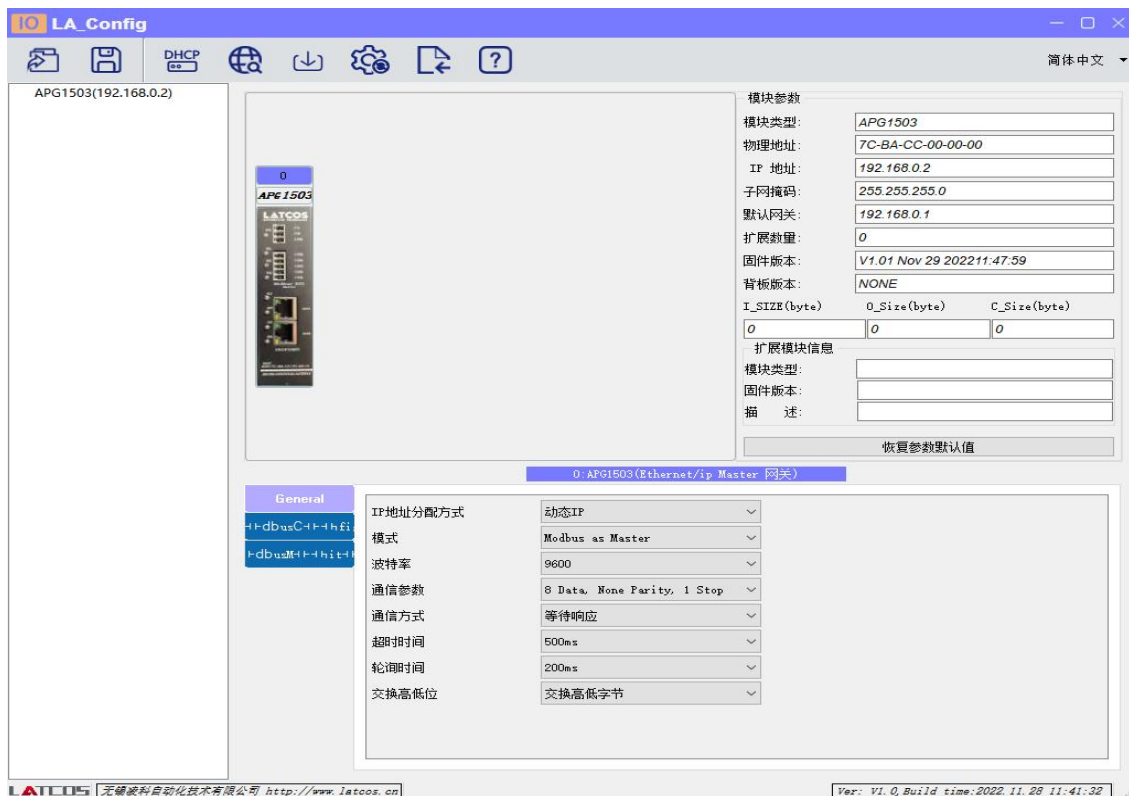 IO LA_Config
DHCP
简体中文
APG1503(192.168.0.2)
0
APG1503
LATCOS
模块参数
模块类型: APG1503
物理地址: 7C-BA-CC-00-00-00
IP 地址: 192.168.0.2
子网掩码: 255.255.255.0
默认网关: 192.168.0.1
扩展数量: 0
固件版本: V1.01 Nov 29 202211:47:59
背板版本: NONE
I_SIZE(byte) O_Size(byte) C_Size(byte)
0 0 0
扩展模块信息
模块类型:
固件版本:
描 述:
恢复参数默认值
0:APG1503(Ethernet/ip Master 网关)
General
IP地址分配方式 动态IP
模式 Modbus as Master
波特率 9600
通信参数 8 Data, None Parity, 1 Stop
通信方式 等待响应
超时时间 500ms
轮询时间 200ms
交换高低位 交换高低字节
LATCOS 无锡凌科自动化技术有限公司 http://www.latcos.cn
Ver: V1.0,Build time:2022.11.28 11:41:32